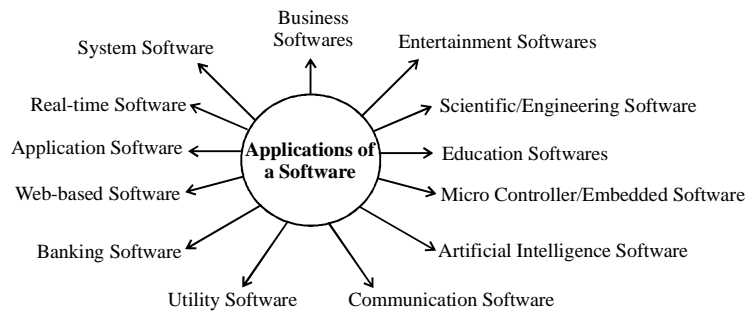 Business
Softwares
System Software
Entertainment Softwares
Real-time Software
Scientific/Engineering Software
Application Software
Applications of
a Software
Education Softwares
Web-based Software
Micro Controller/Embedded Software
Banking Software
Artificial Intelligence Software
Utility Software
Communication Software